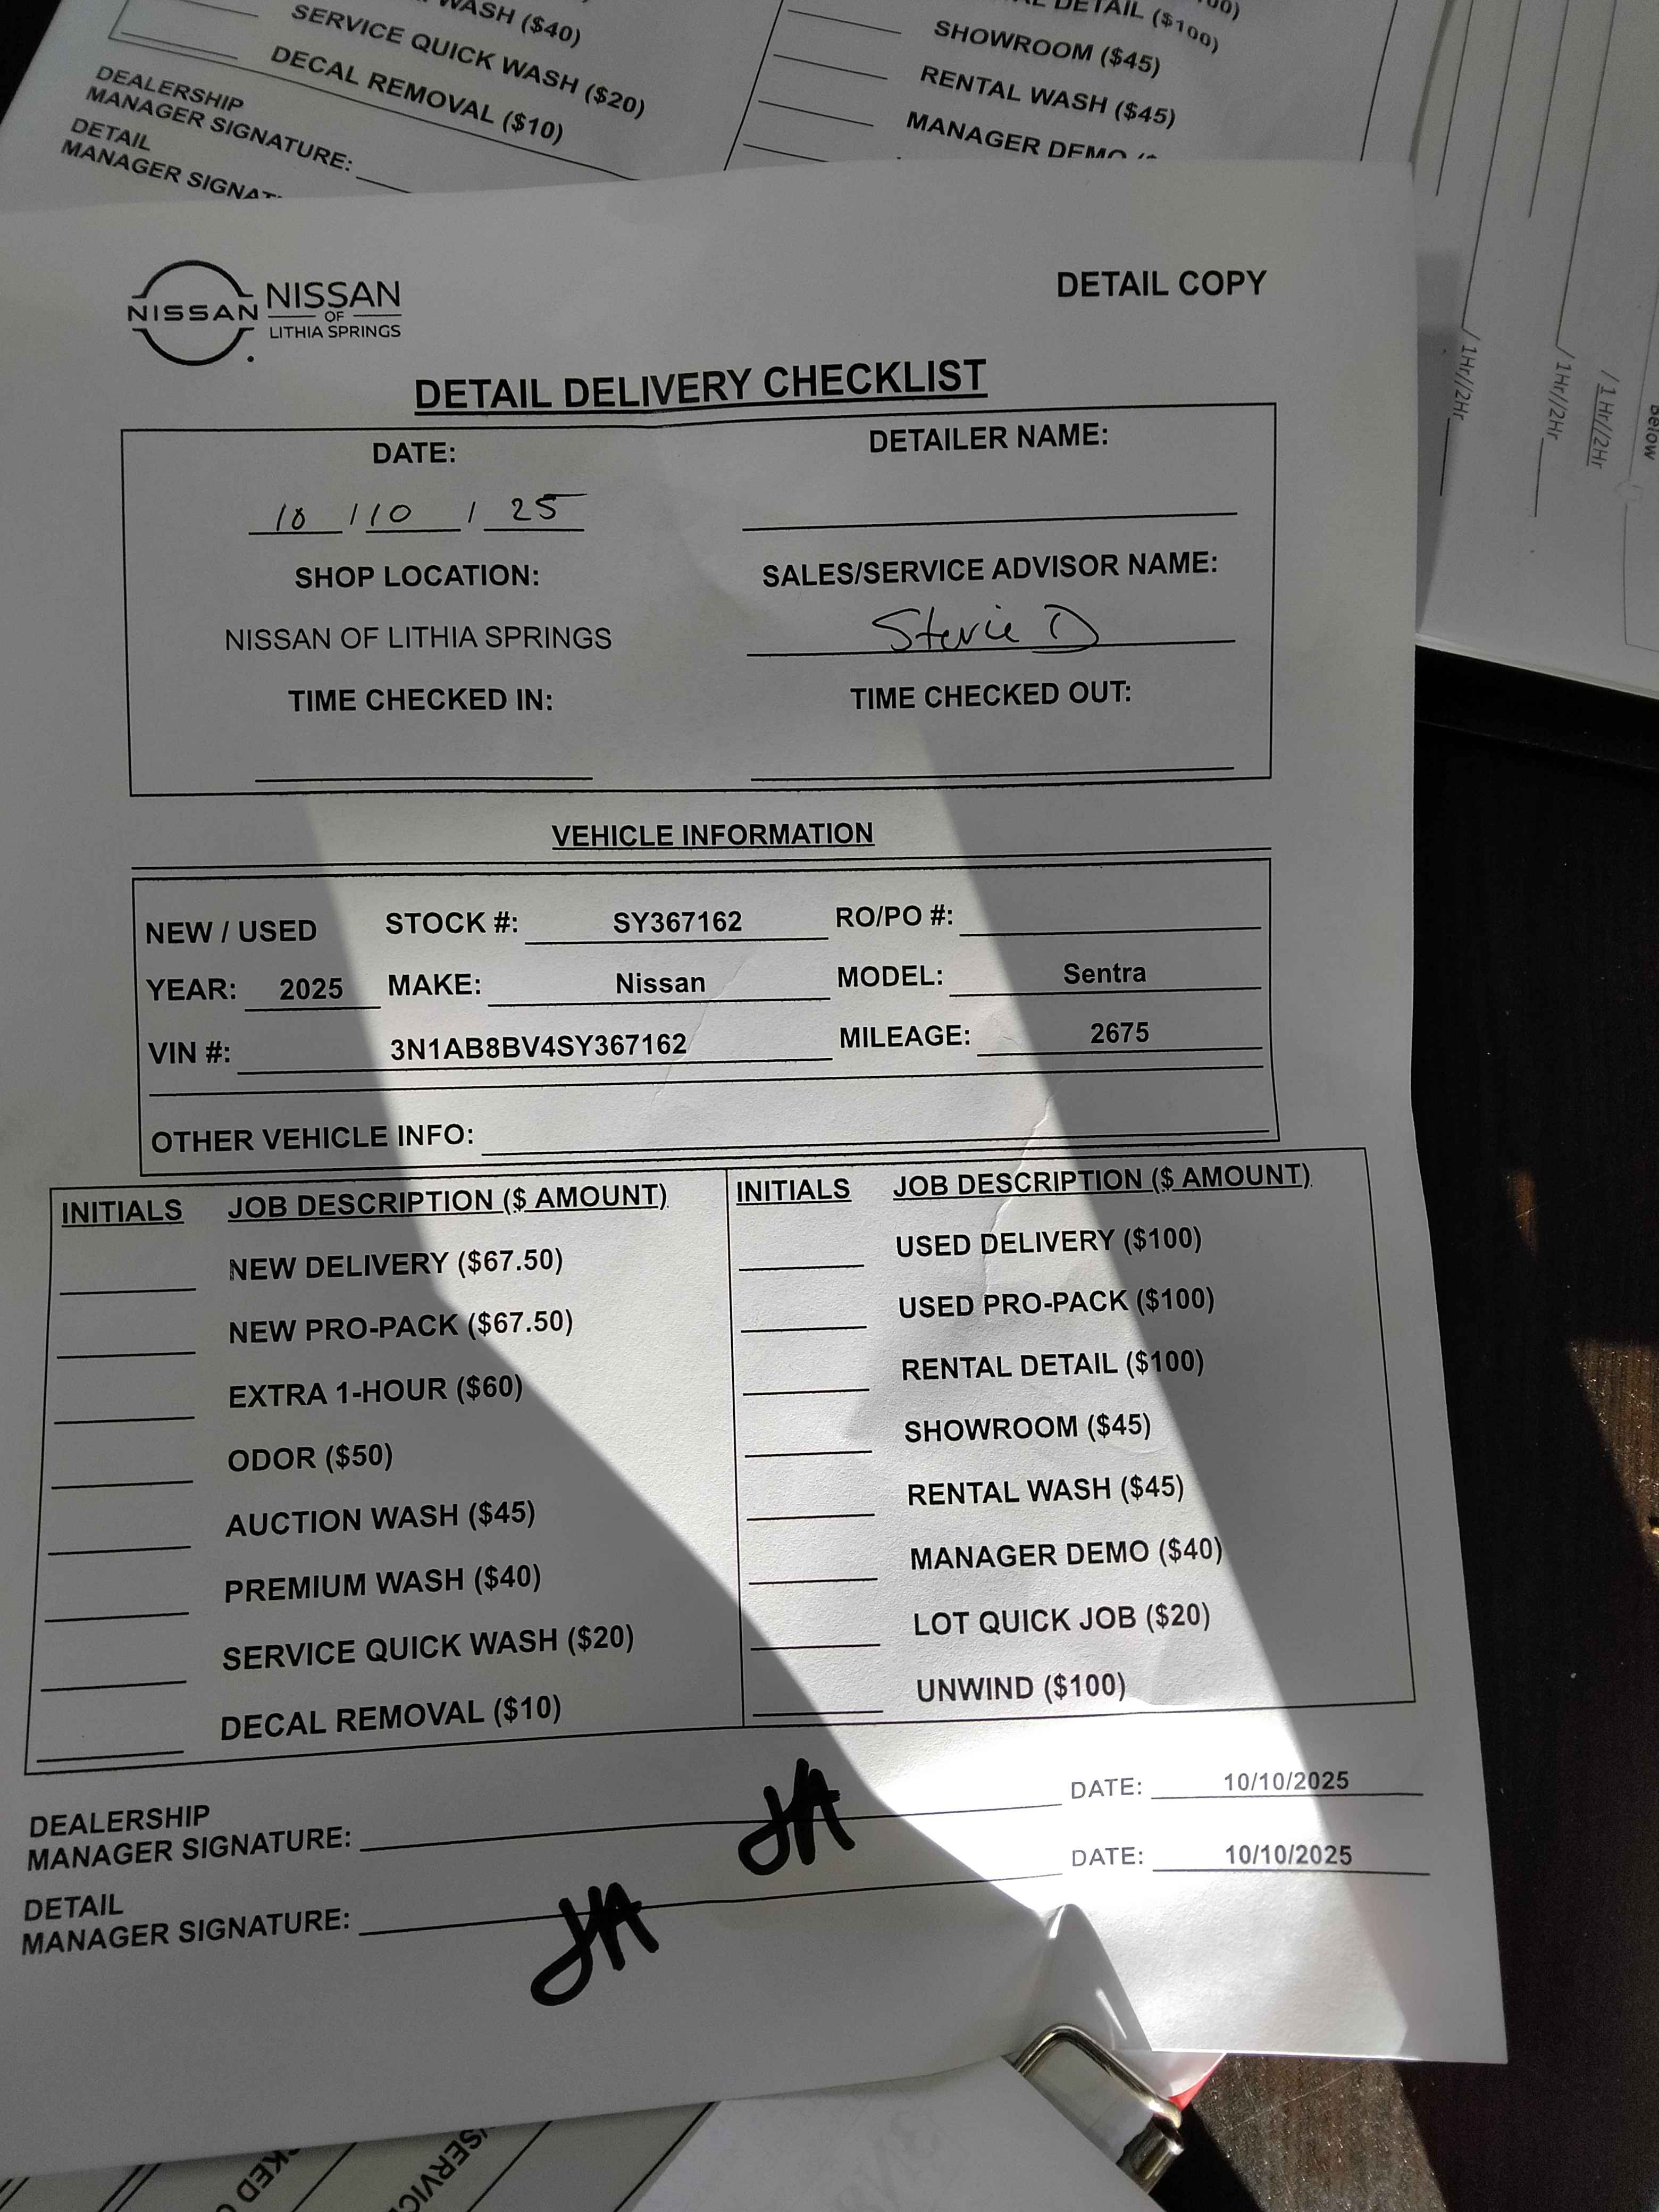 WASH ($40)
SERVICE QUICK WASH ($20)
DECAL REMOVAL ($10)
DEALERSHIP
MANAGER SIGNATURE:
DETAIL
MANAGER
DETAIL ($100)
SHOWROOM ($45)
RENTAL WASH ($45)
MANAGER DEMO
/ 1Hr//2Hr
/ 1Hr//2Hr
/ 1Hr//2Hr
Below
NISSAN
NISSAN
OF
LITHIA SPRINGS
DETAIL COPY
DETAIL DELIVERY CHECKLIST
DATE: DETAILER NAME:
10 / 10 / 25
SHOP LOCATION: SALES/SERVICE ADVISOR NAME:
NISSAN OF LITHIA SPRINGS Stevie D
TIME CHECKED IN: TIME CHECKED OUT:
VEHICLE INFORMATION
NEW / USED STOCK #: SY367162 RO/PO #:
YEAR: 2025 MAKE: Nissan MODEL: Sentra
VIN #: 3N1AB8BV4SY367162 MILEAGE: 2675
OTHER VEHICLE INFO:
INITIALS JOB DESCRIPTION ($ AMOUNT)
NEW DELIVERY ($67.50)
NEW PRO-PACK ($67.50)
EXTRA 1-HOUR ($60)
ODOR ($50)
AUCTION WASH ($45)
PREMIUM WASH ($40)
SERVICE QUICK WASH ($20)
DECAL REMOVAL ($10)
INITIALS JOB DESCRIPTION ($ AMOUNT)
USED DELIVERY ($100)
USED PRO-PACK ($100)
RENTAL DETAIL ($100)
SHOWROOM ($45)
RENTAL WASH ($45)
MANAGER DEMO ($40)
LOT QUICK JOB ($20)
UNWIND ($100)
DEALERSHIP
MANAGER SIGNATURE: JA DATE: 10/10/2025
DETAIL
MANAGER SIGNATURE: JA DATE: 10/10/2025